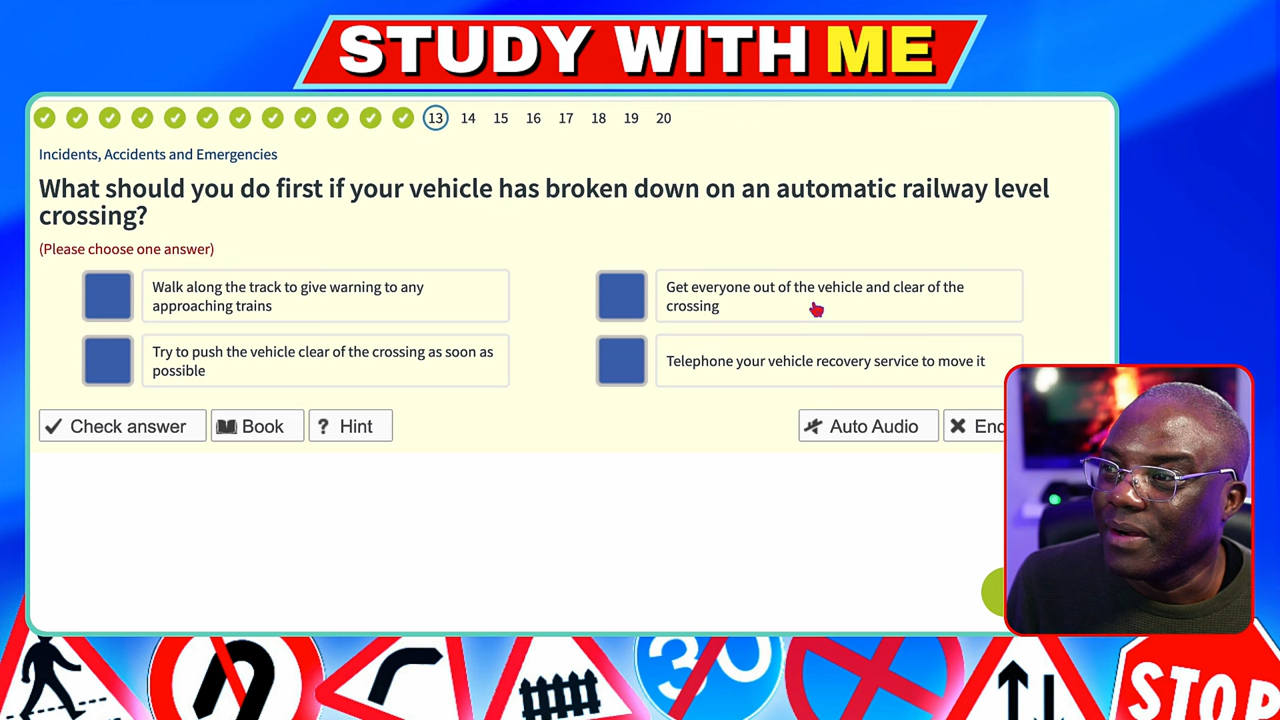 STUDY WITH ME
13 14 15 16 17 18 19 20
Incidents, Accidents and Emergencies
What should you do first if your vehicle has broken down on an automatic railway level
crossing?
(Please choose one answer)
Walk along the track to give warning to any
approaching trains
Get everyone out of the vehicle and clear of the
crossing
Try to push the vehicle clear of the crossing as soon as
possible
Telephone your vehicle recovery service to move it
Check answer
Book
? Hint
Auto Audio
30
STOP